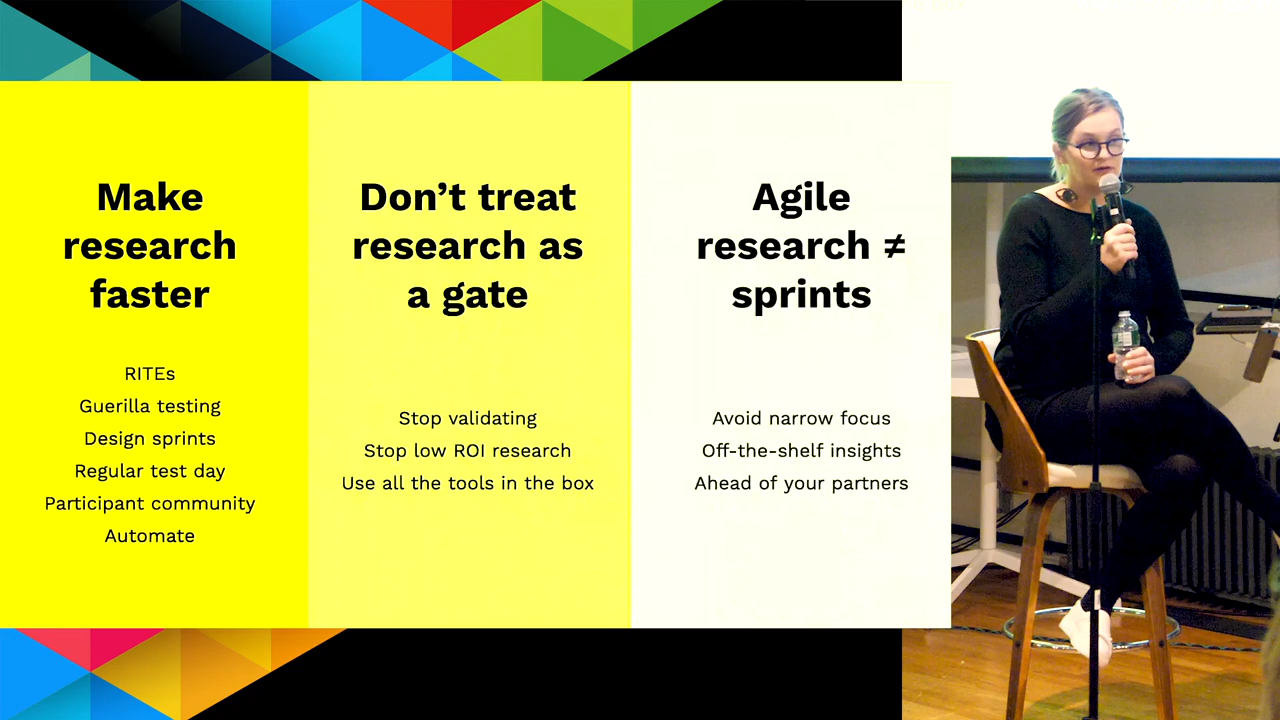 Make
research
faster
RITEs
Guerilla testing
Design sprints
Regular test day
Participant community
Automate
Don’t treat
research as
a gate
Stop validating
Stop low ROI research
Use all the tools in the box
Agile
research ≠
sprints
Avoid narrow focus
Off-the-shelf insights
Ahead of your partners